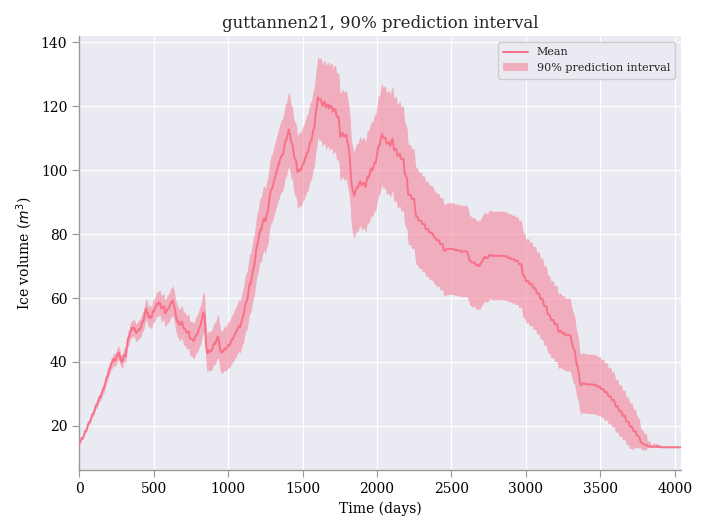 guttannen21, 90% prediction interval
Mean
90% prediction interval
Ice volume (m³)
140
120
100
80
60
40
20
0 500 1000 1500 2000 2500 3000 3500 4000
Time (days)